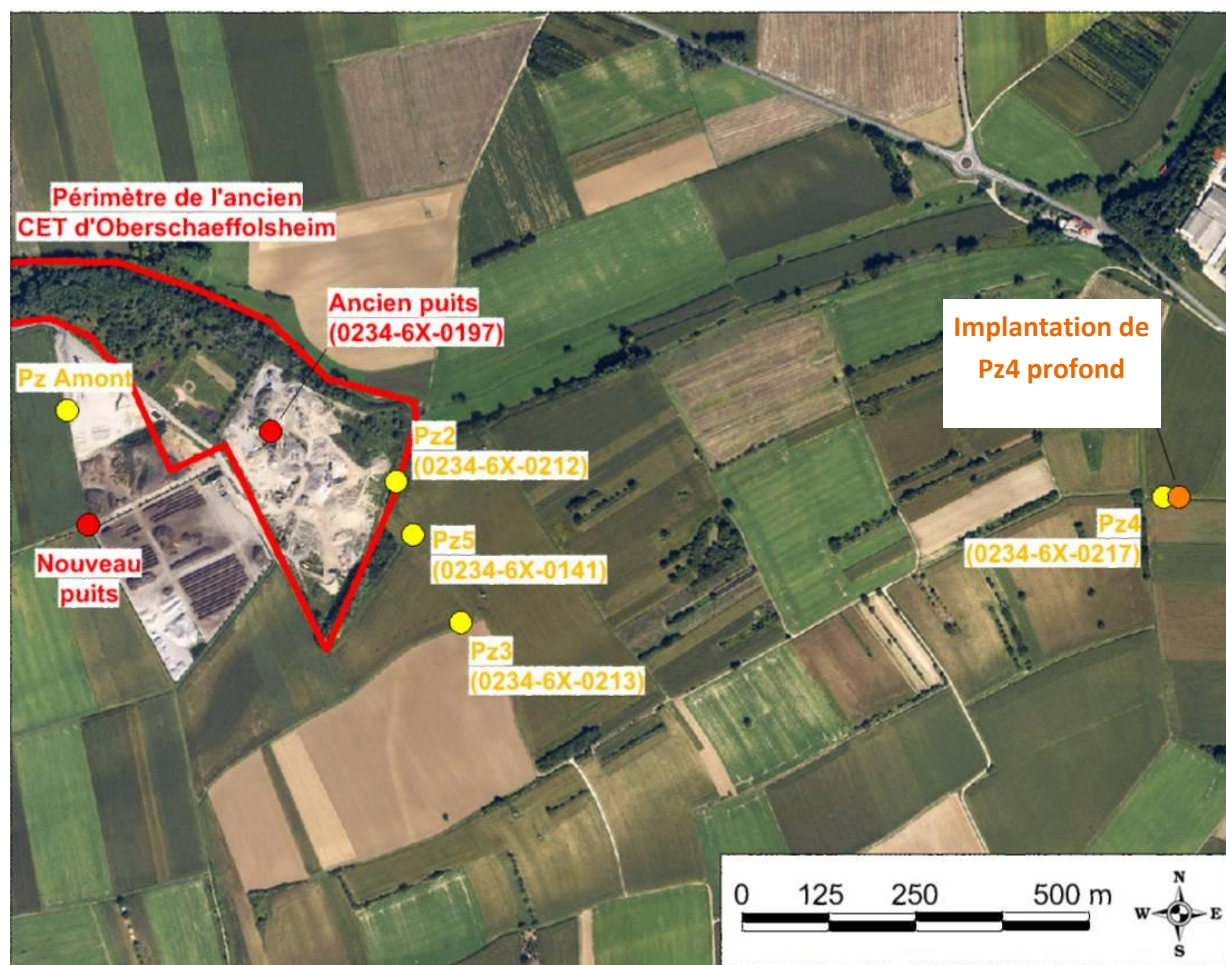 Périmètre de l'ancien
CET d'Oberschaeffolsheim
Ancien puits
(0234-6X-0197)
Implantation de
Pz4 profond
Pz Amont
Pz2
(0234-6X-0212)
Pz4
(0234-6X-0217)
Pz5
(0234-6X-0141)
Nouveau
puits
Pz3
(0234-6X-0213)
0 125 250 500 m
N
W E
S